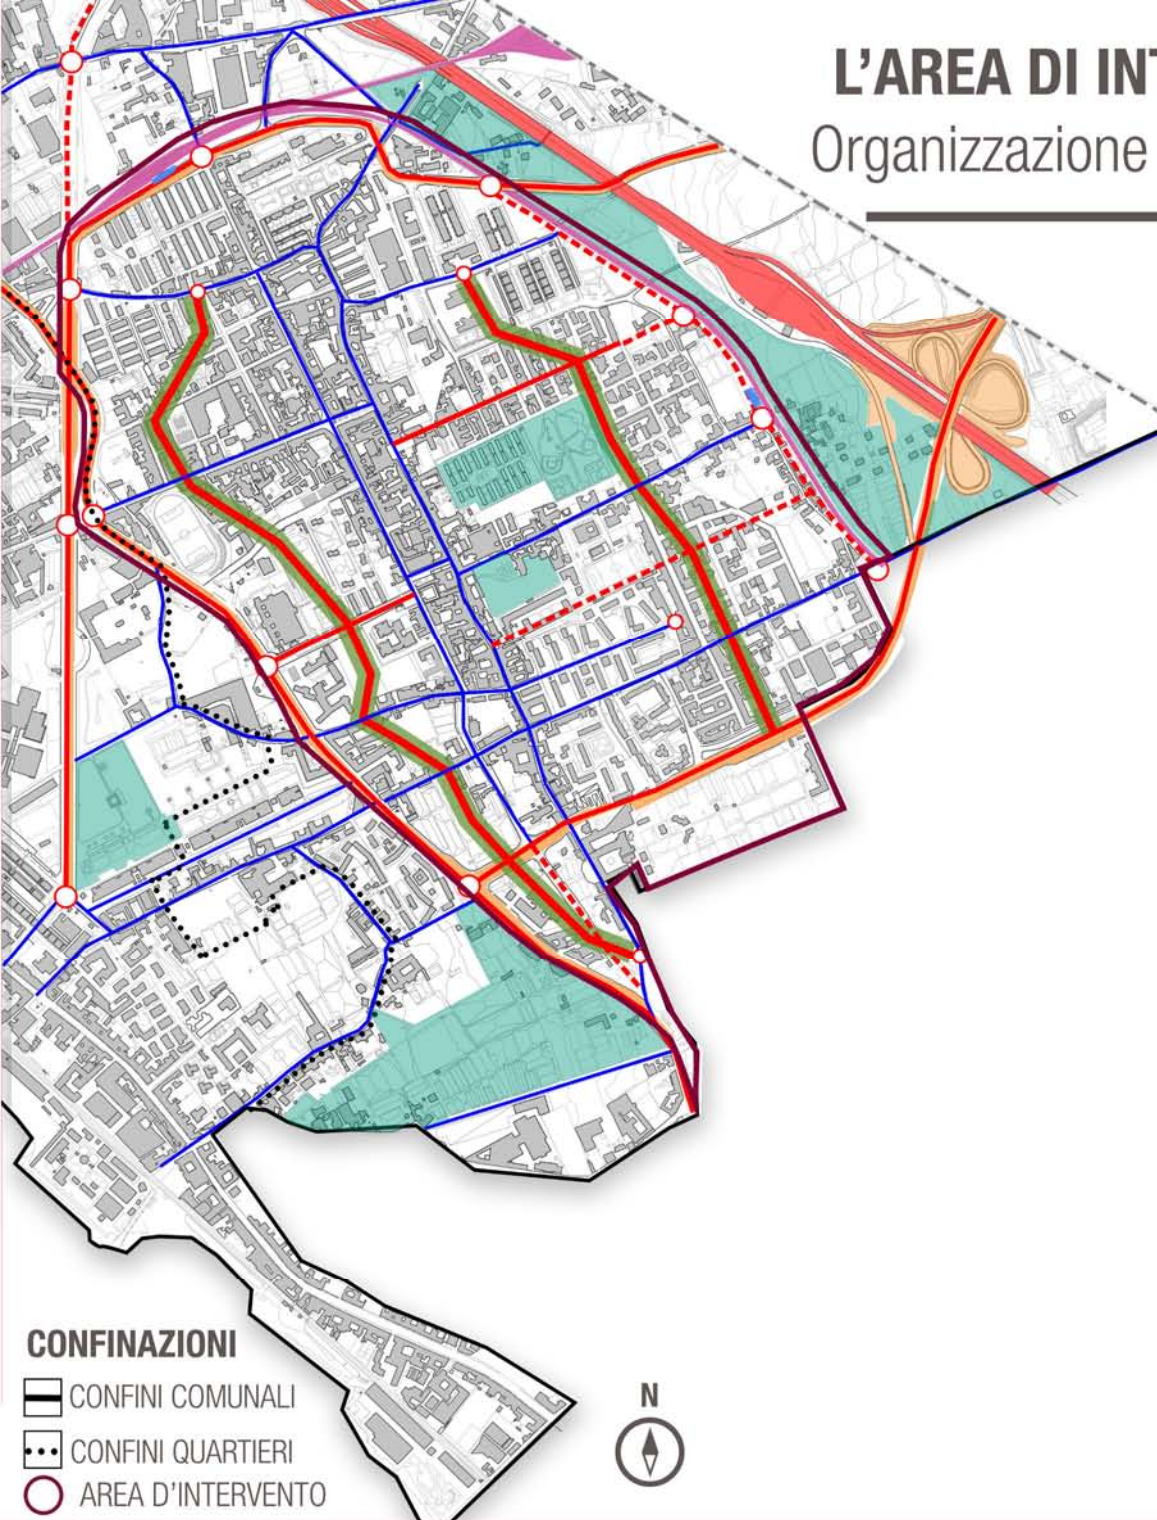 L'AREA DI INT
Organizzazione
CONFINAZIONI
CONFINI COMUNALI
CONFINI QUARTIERI
AREA D'INTERVENTO
N